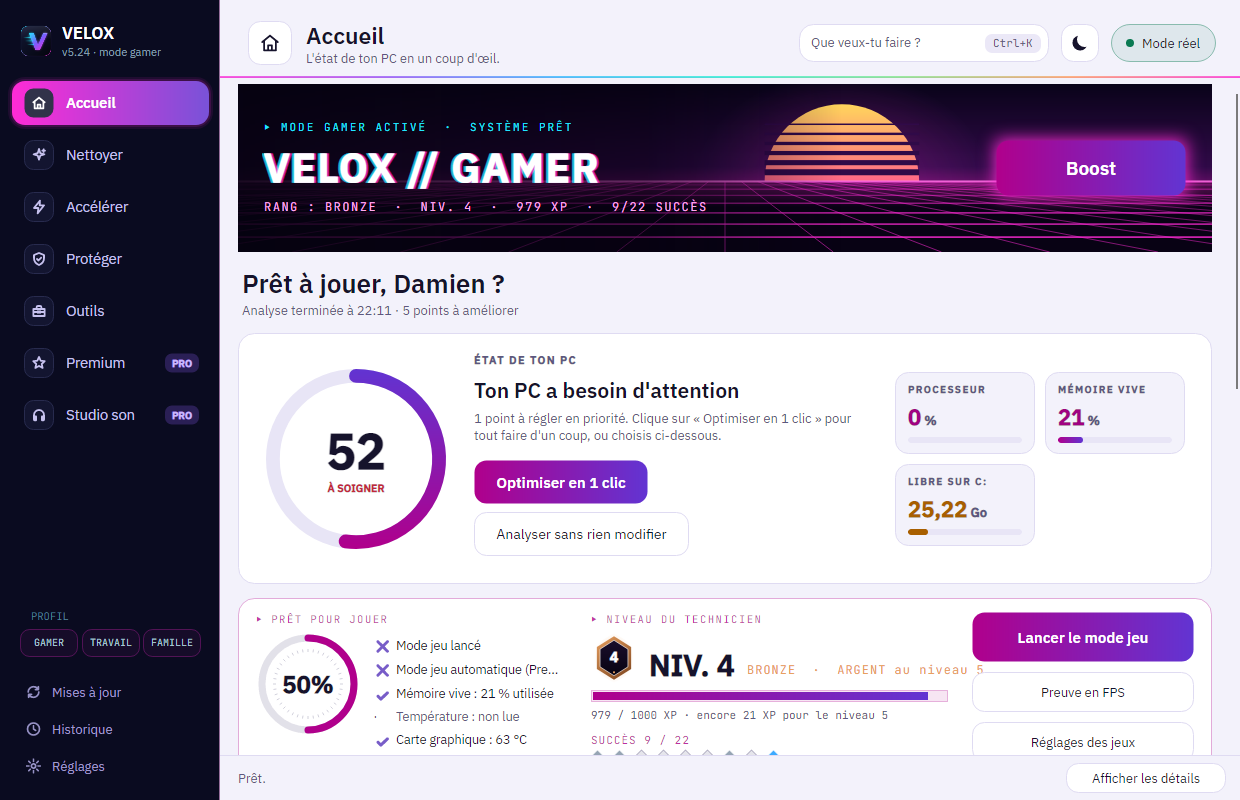 VELOX
v5.24 · mode gamer
Accueil
Nettoyer
Accélérer
Protéger
Outils
Premium PRO
Studio son PRO
PROFIL
GAMER TRAVAIL FAMILLE
Mises à jour
Historique
Réglages
Accueil
L'état de ton PC en un coup d'œil.
Que veux-tu faire ? Ctrl+K
Mode réel
▸ MODE GAMER ACTIVÉ · SYSTÈME PRÊT
VELOX // GAMER
RANG : BRONZE · NIV. 4 · 979 XP · 9/22 SUCCÈS
Boost
Prêt à jouer, Damien ?
Analyse terminée à 22:11 · 5 points à améliorer
52
À SOIGNER
ÉTAT DE TON PC
Ton PC a besoin d'attention
1 point à régler en priorité. Clique sur « Optimiser en 1 clic » pour
tout faire d'un coup, ou choisis ci-dessous.
Optimiser en 1 clic
Analyser sans rien modifier
PROCESSEUR
0 %
MÉMOIRE VIVE
21 %
LIBRE SUR C:
25,22 Go
▸ PRÊT POUR JOUER
50%
Mode jeu lancé
Mode jeu automatique (Pre...
Mémoire vive : 21 % utilisée
· Température : non lue
Carte graphique : 63 °C
▸ NIVEAU DU TECHNICIEN
4
NIV. 4 BRONZE · ARGENT au niveau 5
979 / 1000 XP · encore 21 XP pour le niveau 5
SUCCÈS 9 / 22
Lancer le mode jeu
Preuve en FPS
Réglages des jeux
Prêt.
Afficher les détails